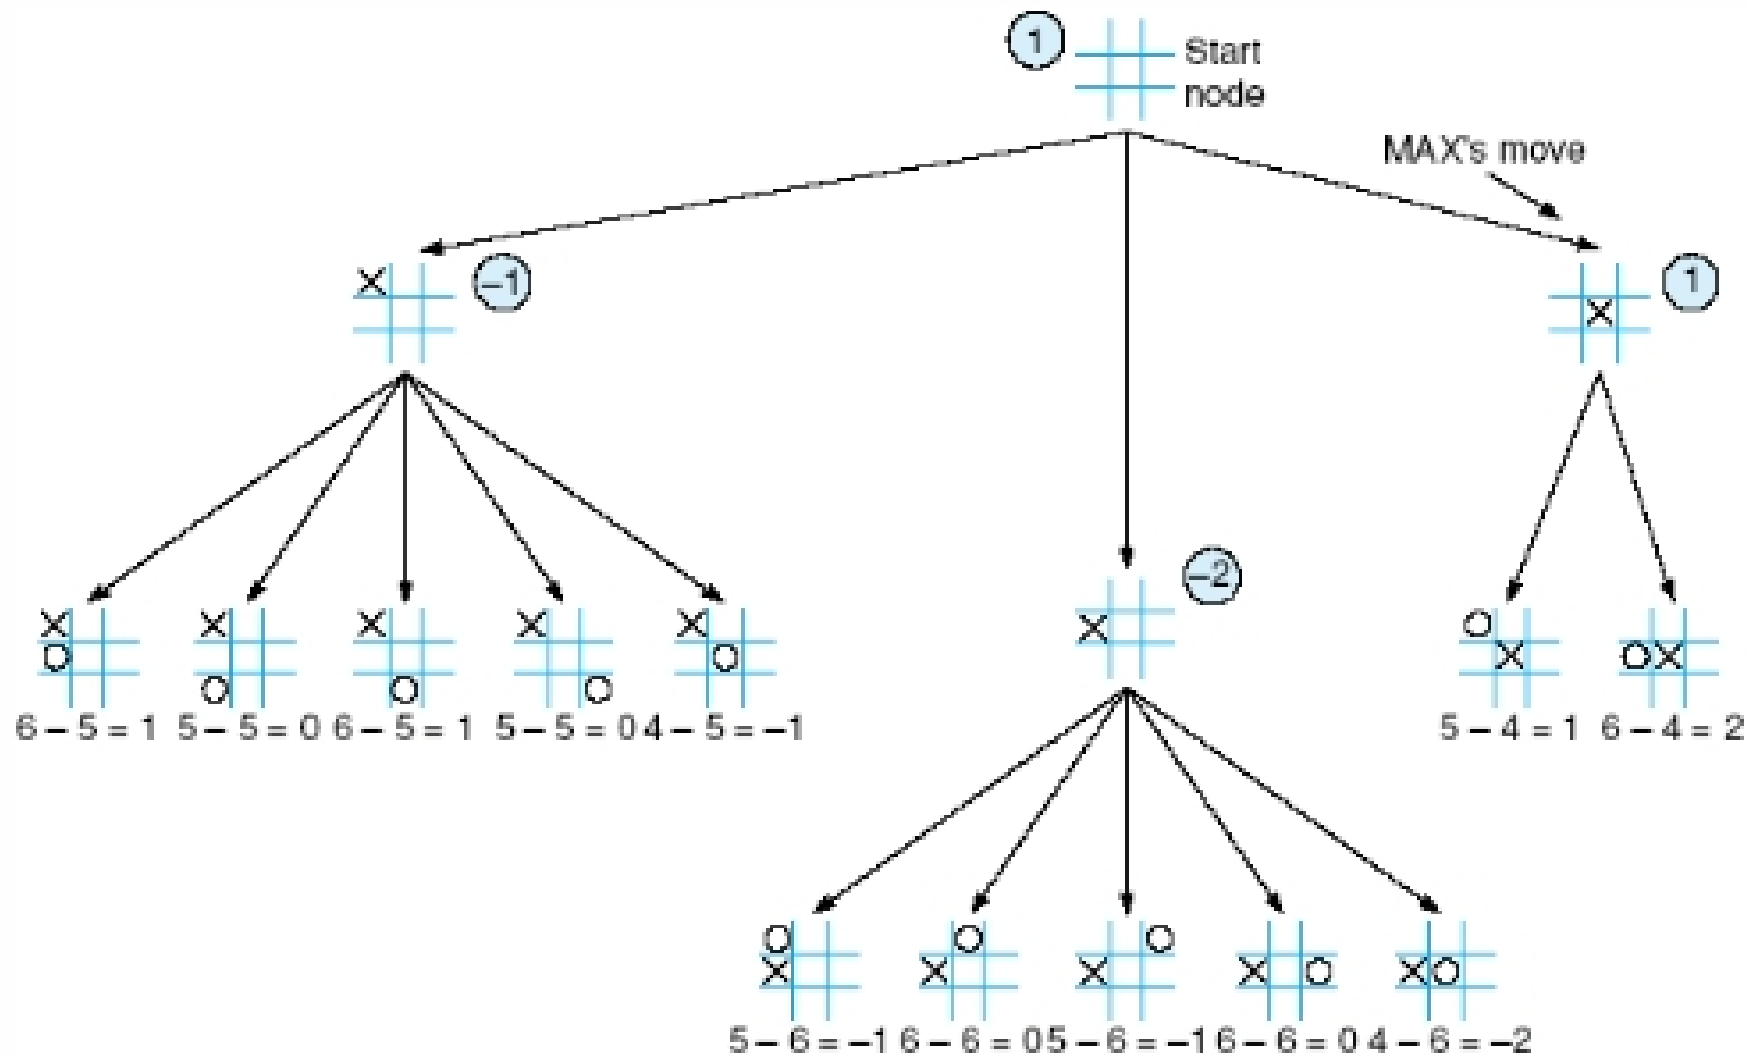 1
Start
node
MAX's move
X
–1
X
1
X
–2
X
O
X
O
X
O
X
O
X
O
O
X
O X
6 – 5 = 1
5 – 5 = 0
6 – 5 = 1
5 – 5 = 0
4 – 5 = –1
5 – 4 = 1
6 – 4 = 2
O
X
O
X
O
X
X O
X O
5 – 6 = –1
6 – 6 = 0
5 – 6 = –1
6 – 6 = 0
4 – 6 = –2